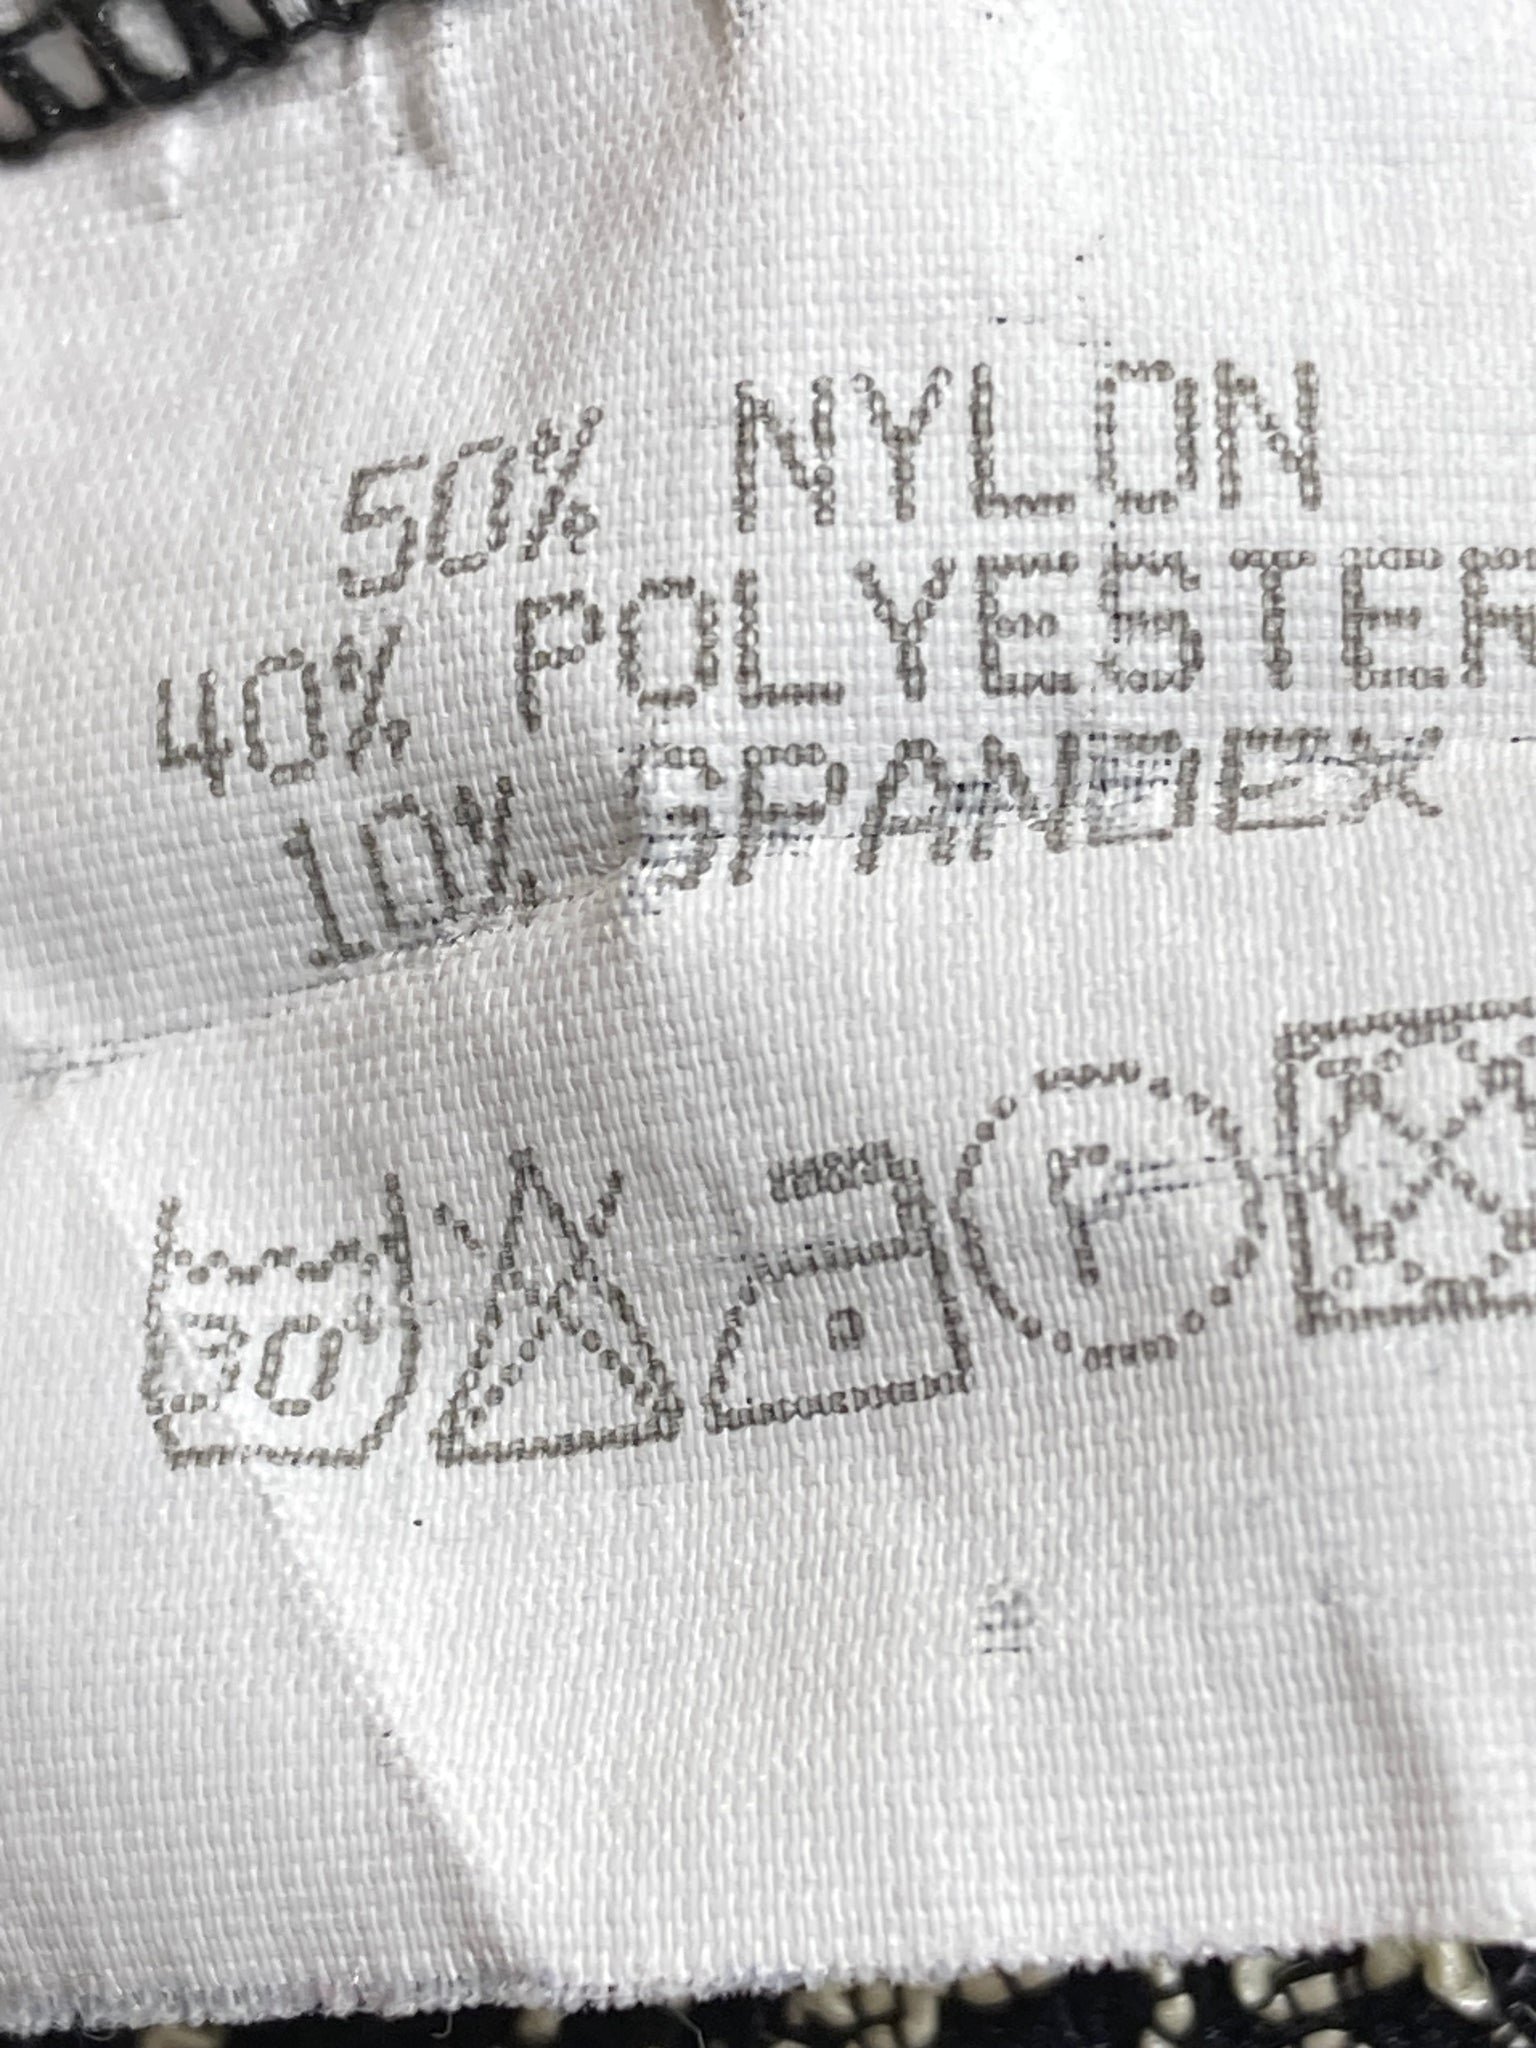 50% NYLON
40% POLYESTER
10% SPANDEX
30° P